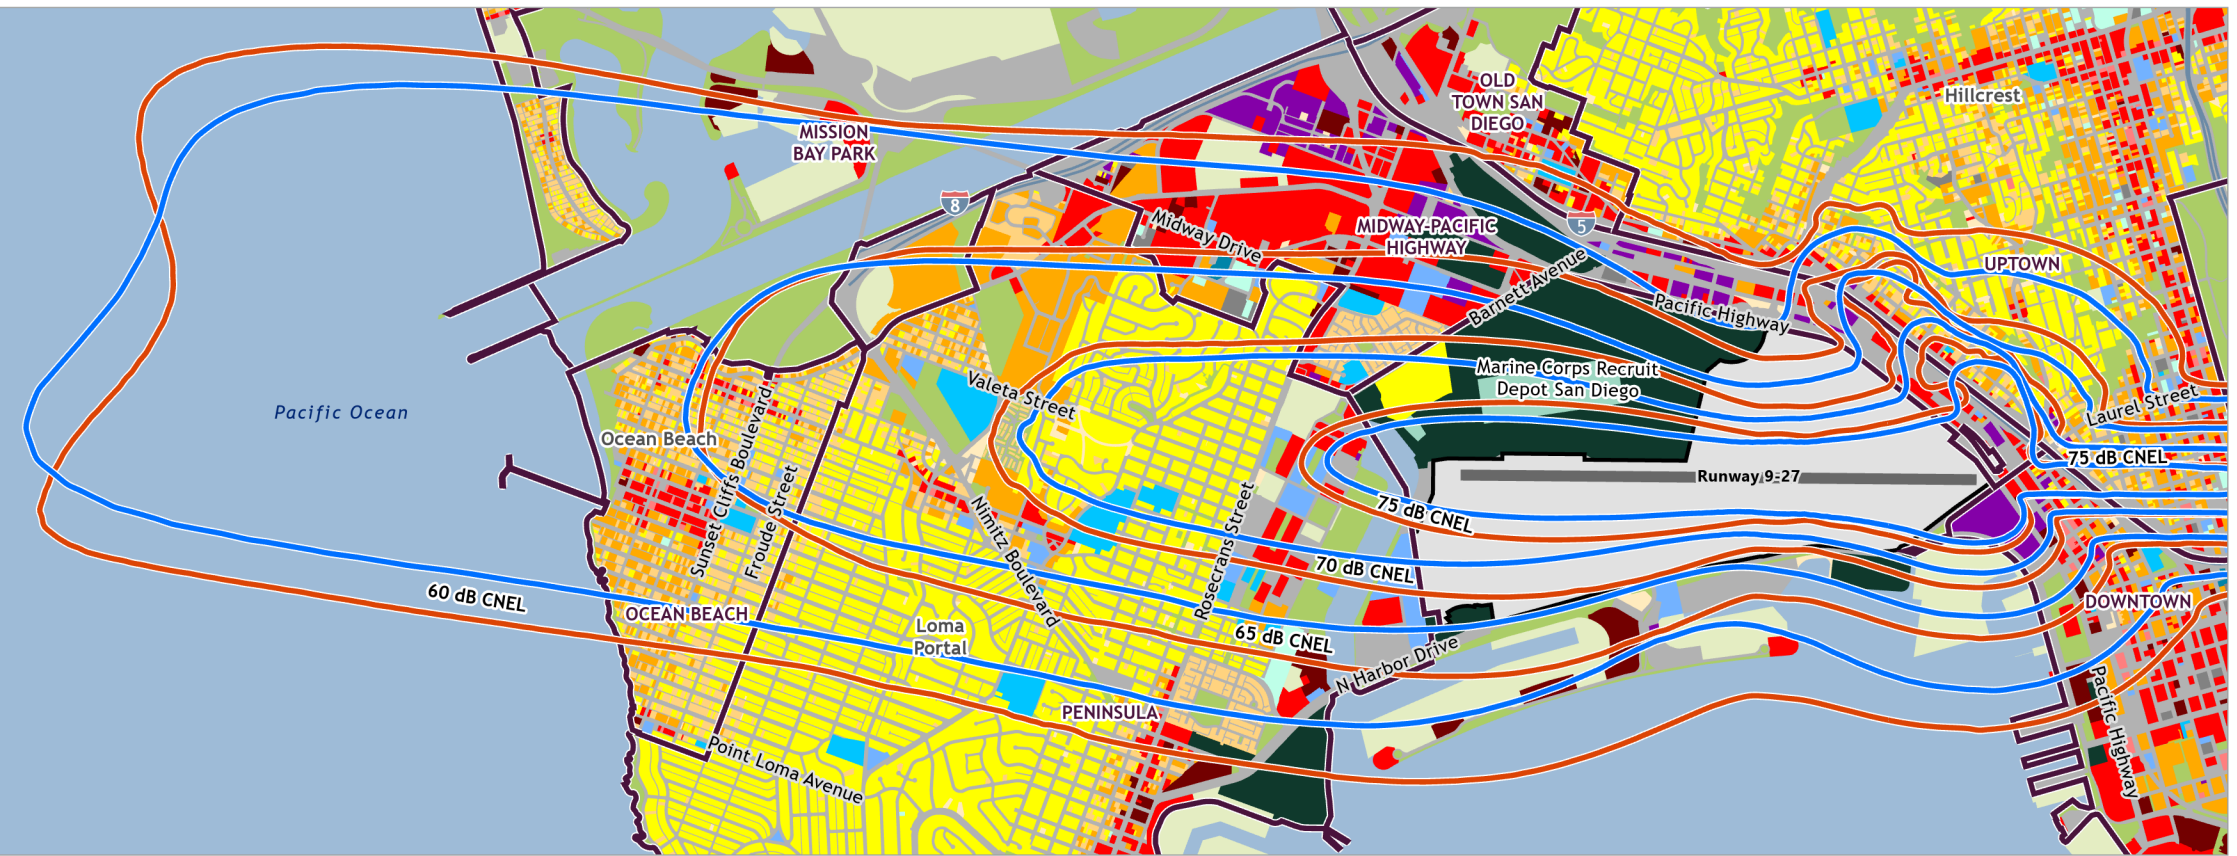 OLD
TOWN SAN
DIEGO
Hillcrest
MISSION
BAY PARK
8
Midway Drive
MIDWAY-PACIFIC
HIGHWAY
5
UPTOWN
Barnett Avenue
Pacific Highway
Marine Corps Recruit
Depot San Diego
Valeta Street
Laurel Street
Pacific Ocean
Ocean Beach
75 dB CNEL
Runway 9-27
75 dB CNEL
Sunset Cliffs Boulevard
Froude Street
Nimitz Boulevard
Rosecrans Street
70 dB CNEL
60 dB CNEL
OCEAN BEACH
DOWNTOWN
Loma
Portal
65 dB CNEL
N Harbor Drive
PENINSULA
Pacific Highway
Point Loma Avenue